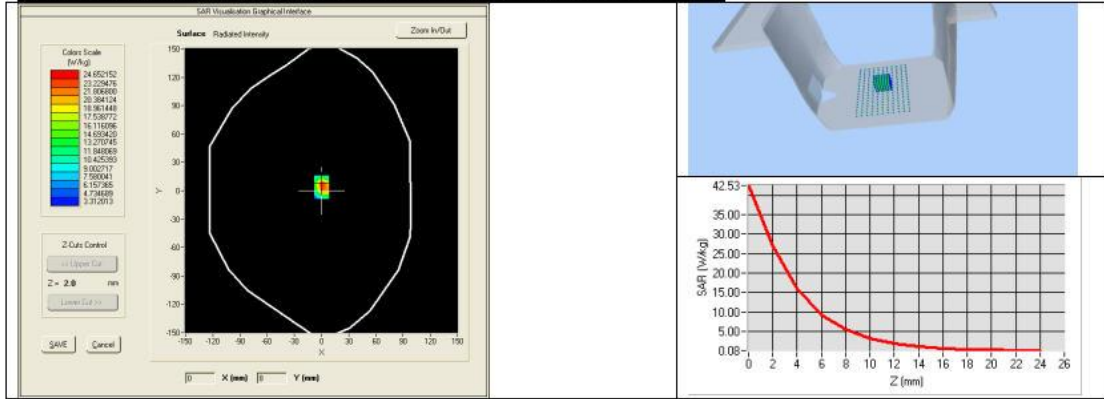 SAR Visualisation Graphical Interface
Surface Radiated Intensity
Zoom In/Out
Colors Scale
(W/kg)
24.652152
23.229476
21.806800
20.384124
18.961448
17.538772
16.116096
14.693420
13.270745
11.848069
10.425393
9.002717
7.580041
6.157365
4.734689
3.312013
Y
150
120
90
60
30
0
-30
-60
-90
-120
-150
-150 -120 -90 -60 -30 0 30 60 90 120 150
X
Z-Cuts Control
<< Upper Cut
Z = 2.0 mm
Lower Cut >>
SAVE Cancel
0 X (mm) 0 Y (mm)
SAR (W/kg)
42.53
35.00
30.00
25.00
20.00
15.00
10.00
5.00
0.08
0 2 4 6 8 10 12 14 16 18 20 22 24 26
Z (mm)